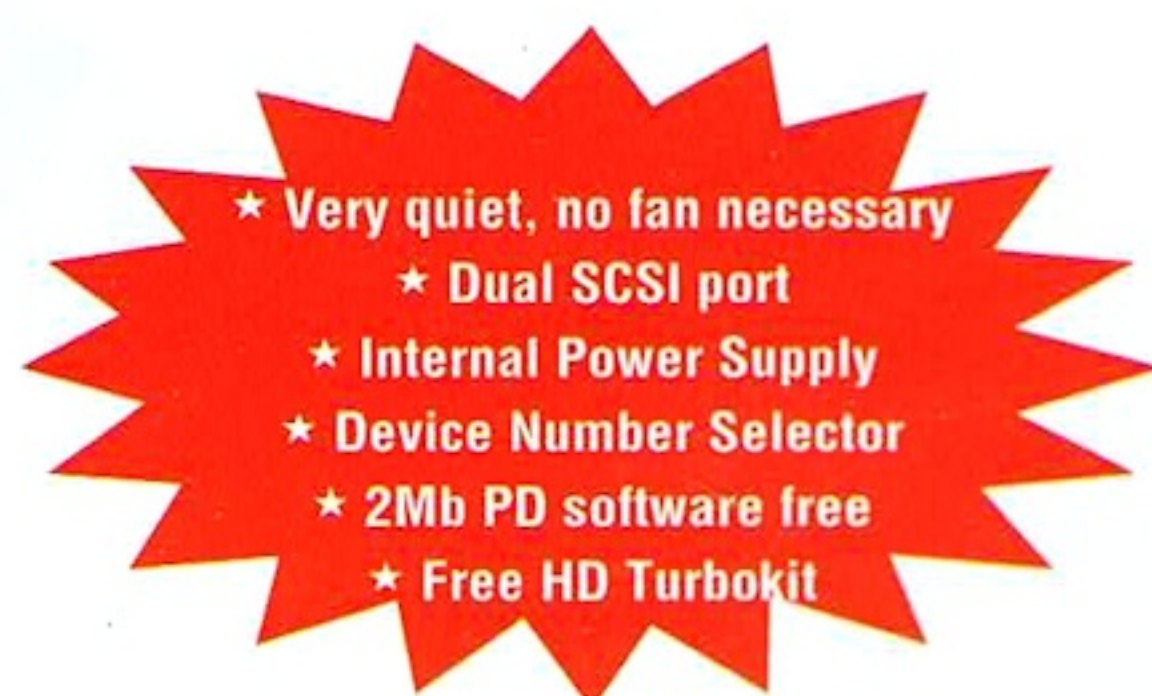 ★ Very quiet, no fan necessary
★ Dual SCSI port
★ Internal Power Supply
★ Device Number Selector
★ 2Mb PD software free
★ Free HD Turbokit